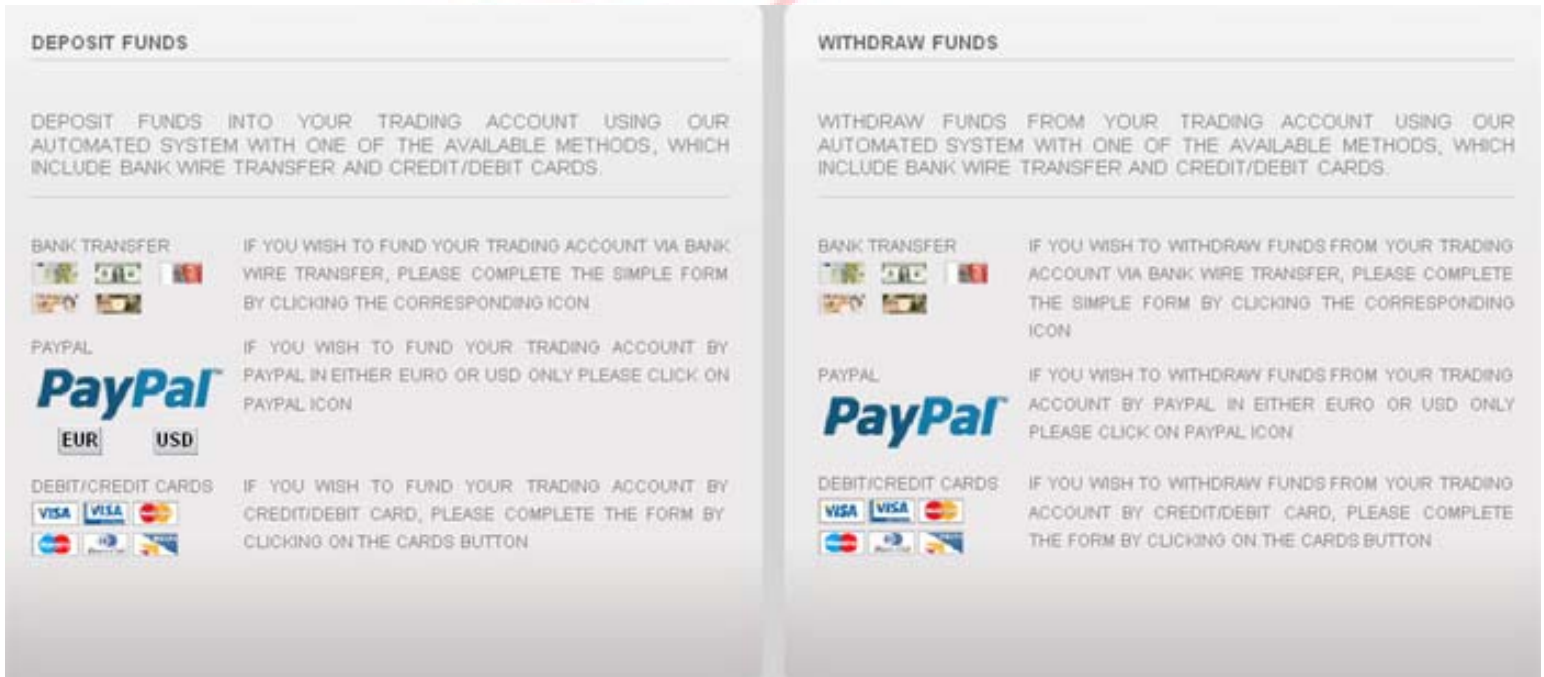 DEPOSIT FUNDS
DEPOSIT FUNDS INTO YOUR TRADING ACCOUNT USING OUR
AUTOMATED SYSTEM WITH ONE OF THE AVAILABLE METHODS, WHICH
INCLUDE BANK WIRE TRANSFER AND CREDIT/DEBIT CARDS.
BANK TRANSFER
IF YOU WISH TO FUND YOUR TRADING ACCOUNT VIA BANK
WIRE TRANSFER, PLEASE COMPLETE THE SIMPLE FORM
BY CLICKING THE CORRESPONDING ICON
PAYPAL
PayPal™
EUR USD
IF YOU WISH TO FUND YOUR TRADING ACCOUNT BY
PAYPAL IN EITHER EURO OR USD ONLY PLEASE CLICK ON
PAYPAL ICON
DEBIT/CREDIT CARDS
VISA VISA
IF YOU WISH TO FUND YOUR TRADING ACCOUNT BY
CREDIT/DEBIT CARD, PLEASE COMPLETE THE FORM BY
CLICKING ON THE CARDS BUTTON
WITHDRAW FUNDS
WITHDRAW FUNDS FROM YOUR TRADING ACCOUNT USING OUR
AUTOMATED SYSTEM WITH ONE OF THE AVAILABLE METHODS, WHICH
INCLUDE BANK WIRE TRANSFER AND CREDIT/DEBIT CARDS.
BANK TRANSFER
IF YOU WISH TO WITHDRAW FUNDS FROM YOUR TRADING
ACCOUNT VIA BANK WIRE TRANSFER, PLEASE COMPLETE
THE SIMPLE FORM BY CLICKING THE CORRESPONDING
ICON
PAYPAL
PayPal™
IF YOU WISH TO WITHDRAW FUNDS FROM YOUR TRADING
ACCOUNT BY PAYPAL IN EITHER EURO OR USD ONLY
PLEASE CLICK ON PAYPAL ICON
DEBIT/CREDIT CARDS
VISA VISA
IF YOU WISH TO WITHDRAW FUNDS FROM YOUR TRADING
ACCOUNT BY CREDIT/DEBIT CARD, PLEASE COMPLETE
THE FORM BY CLICKING ON THE CARDS BUTTON